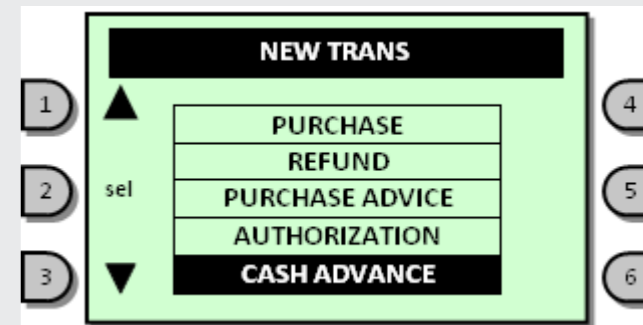 NEW TRANS
1
4
PURCHASE
REFUND
2
sel
PURCHASE ADVICE
5
AUTHORIZATION
3
CASH ADVANCE
6